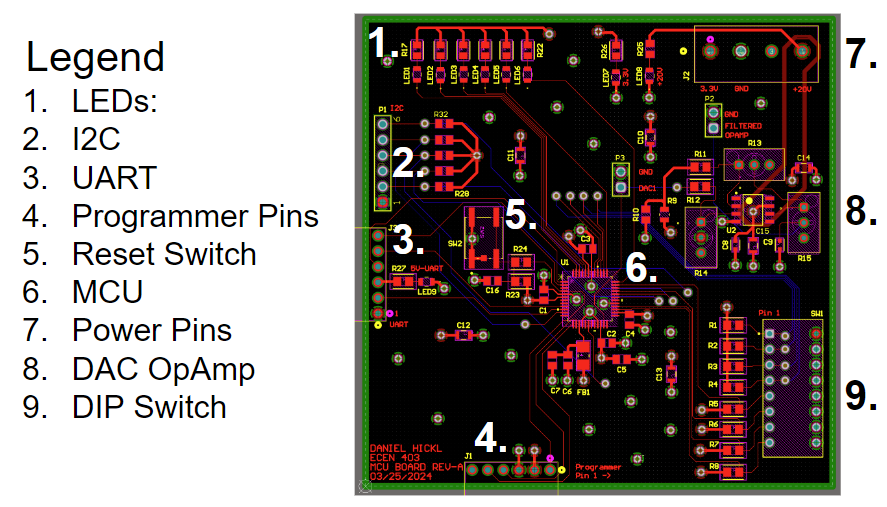 Legend
1. LEDs:
2. I2C
3. UART
4. Programmer Pins
5. Reset Switch
6. MCU
7. Power Pins
8. DAC OpAmp
9. DIP Switch
1.
R17
R22
R26
R25
7.
LED1
LED2
LED3
LED4
LED5
LED6
LED7
3.3V
LED8
+20V
J2
3.3V
GND
+20V
P1
I2C
6
R32
P2
GND
FILTERED
OPAMP
C10
C11
R13
2.
P3
GND
DAC1
R11
R12
C14
1
R28
R10
R9
8.
5.
U2
C15
C8
C9
R14
R15
3.
SW2
R24
C3
U1
6.
5V-UART
R27
LED9
C16
R23
C1
1
UART
C12
C4
C2
C5
C7
C6
FB1
C13
Pin 1
SW1
R1
R2
R3
R4
R5
R6
R7
R8
9.
4.
DANIEL HICKL
ECEN 403
MCU BOARD REV-A
03/25/2024
J1
Programmer
Pin 1 ->